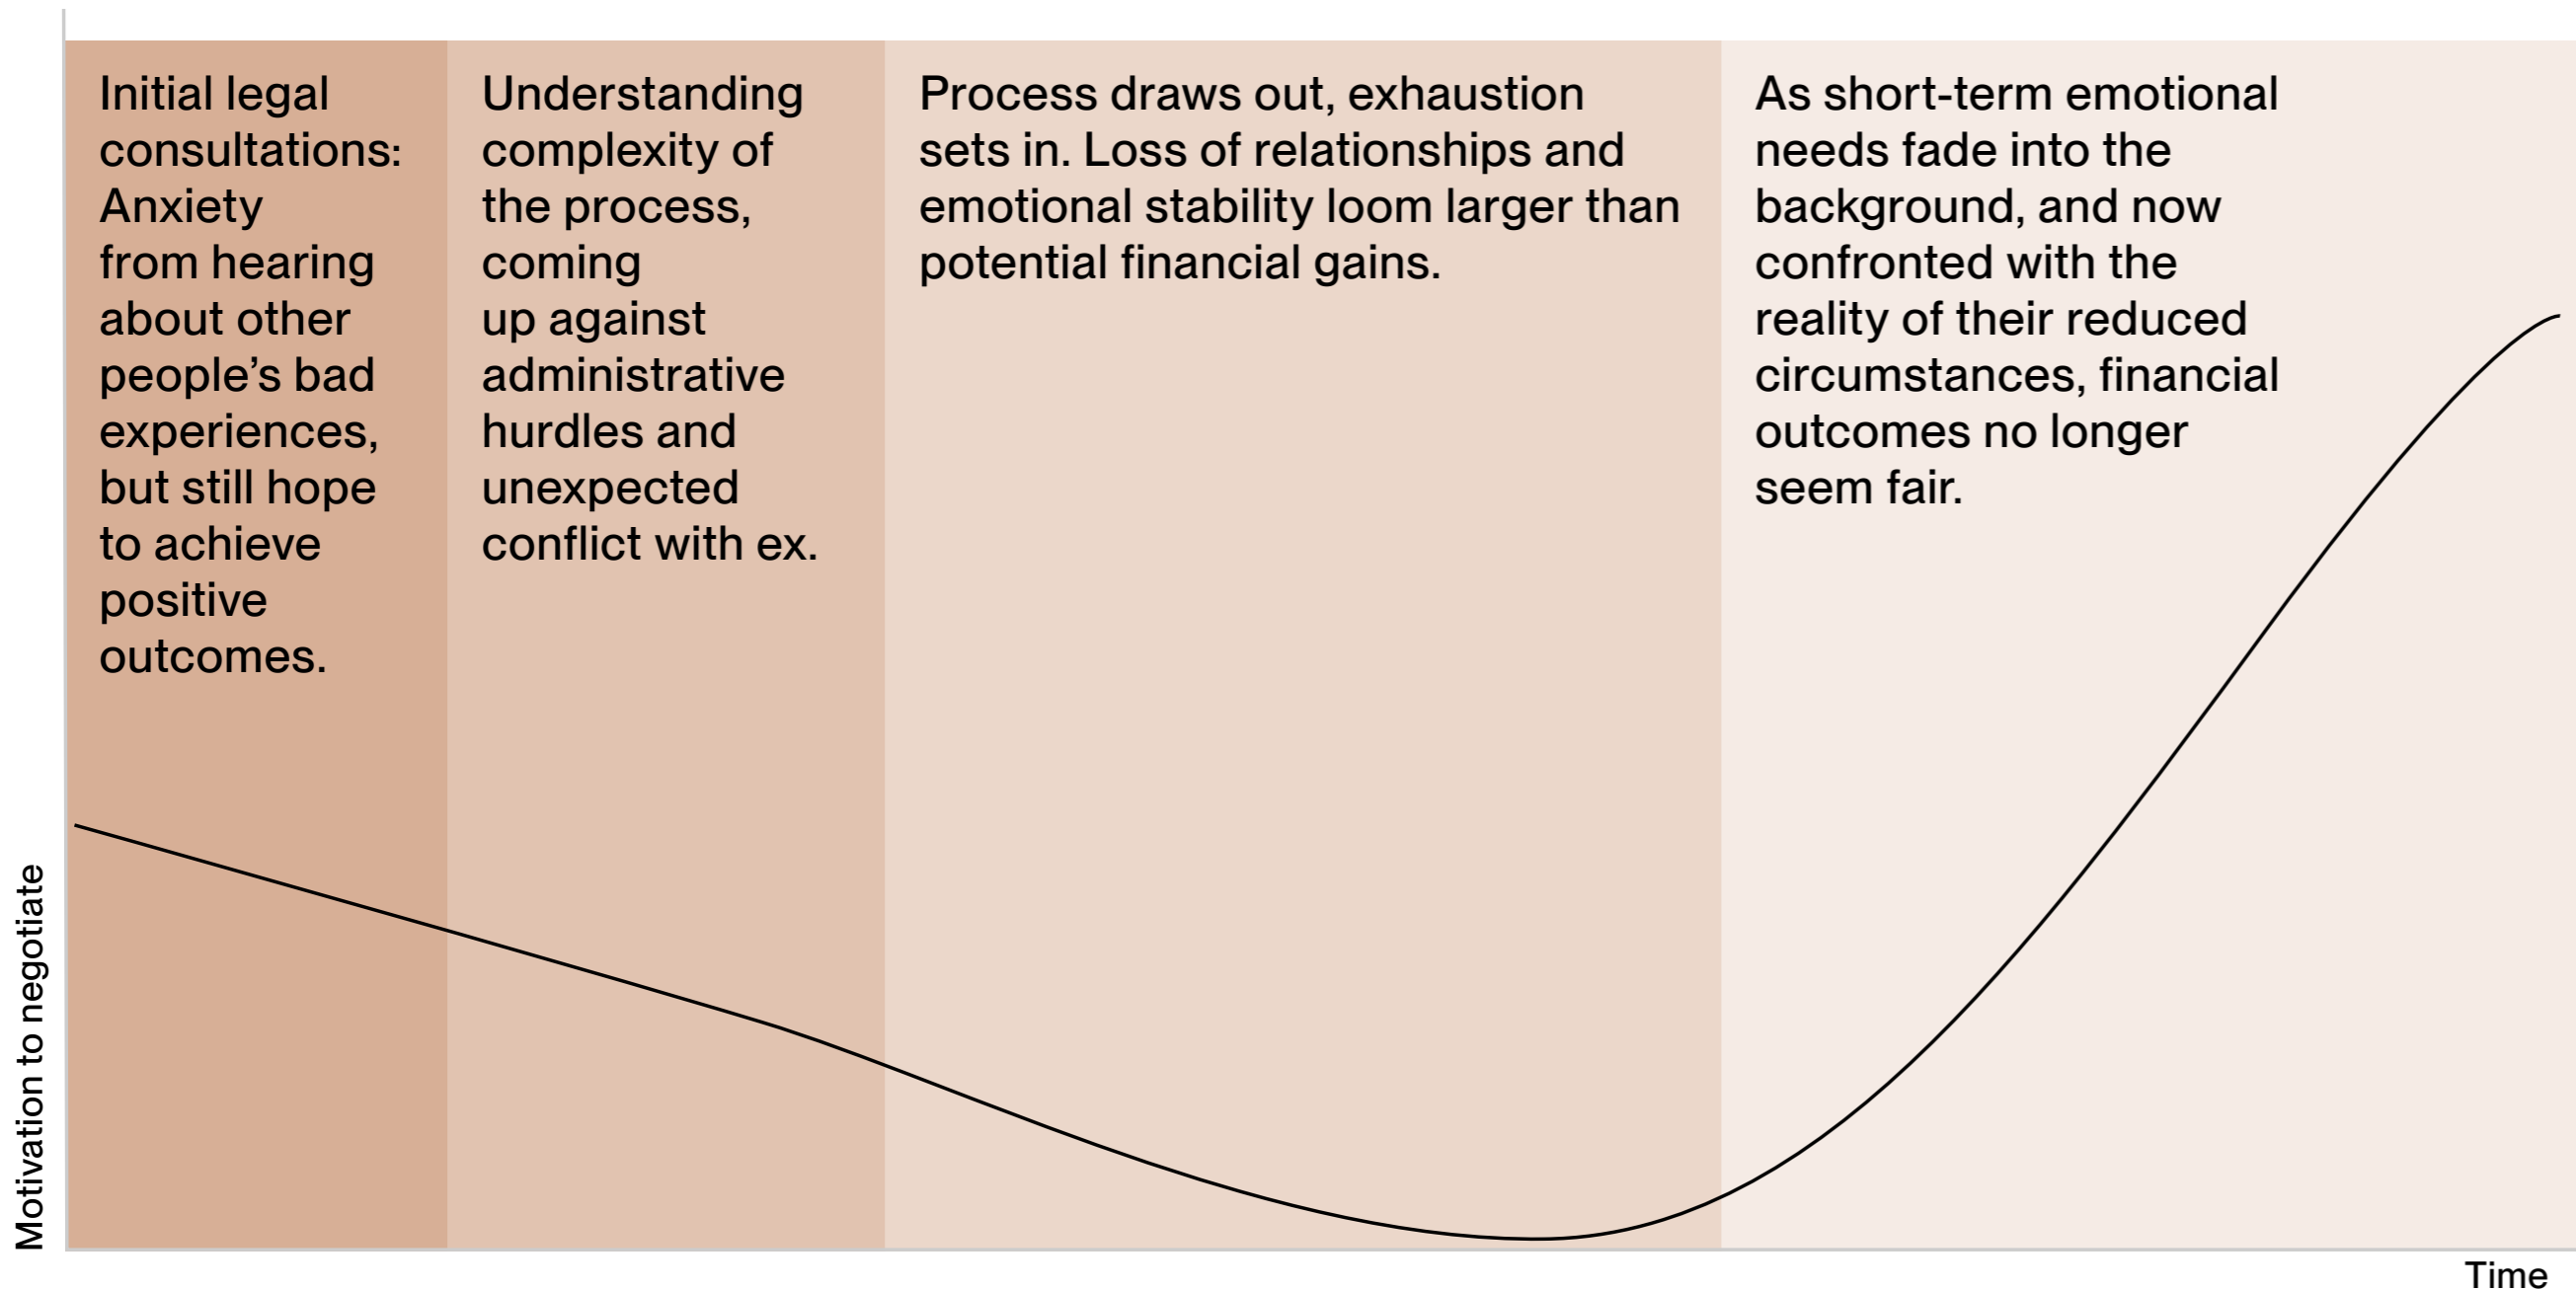 Initial legal
consultations:
Anxiety
from hearing
about other
people’s bad
experiences,
but still hope
to achieve
positive
outcomes.
Understanding
complexity of
the process,
coming
up against
administrative
hurdles and
unexpected
conflict with ex.
Process draws out, exhaustion
sets in. Loss of relationships and
emotional stability loom larger than
potential financial gains.
As short-term emotional
needs fade into the
background, and now
confronted with the
reality of their reduced
circumstances, financial
outcomes no longer
seem fair.
Motivation to negotiate
Time